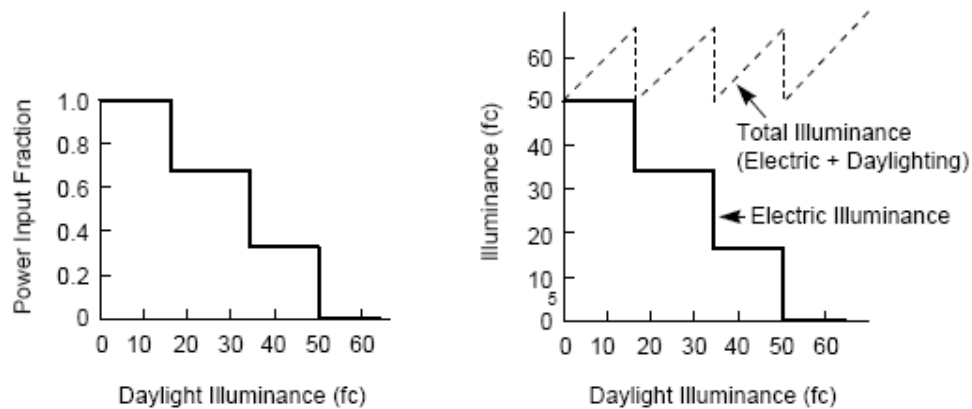 Power Input Fraction
1.0
0.8
0.6
0.4
0.2
0
0 10 20 30 40 50 60
Daylight Illuminance (fc)
Illuminance (fc)
60
50
40
30
20
10
5
0
Total Illuminance
(Electric + Daylighting)
Electric Illuminance
0 10 20 30 40 50 60
Daylight Illuminance (fc)